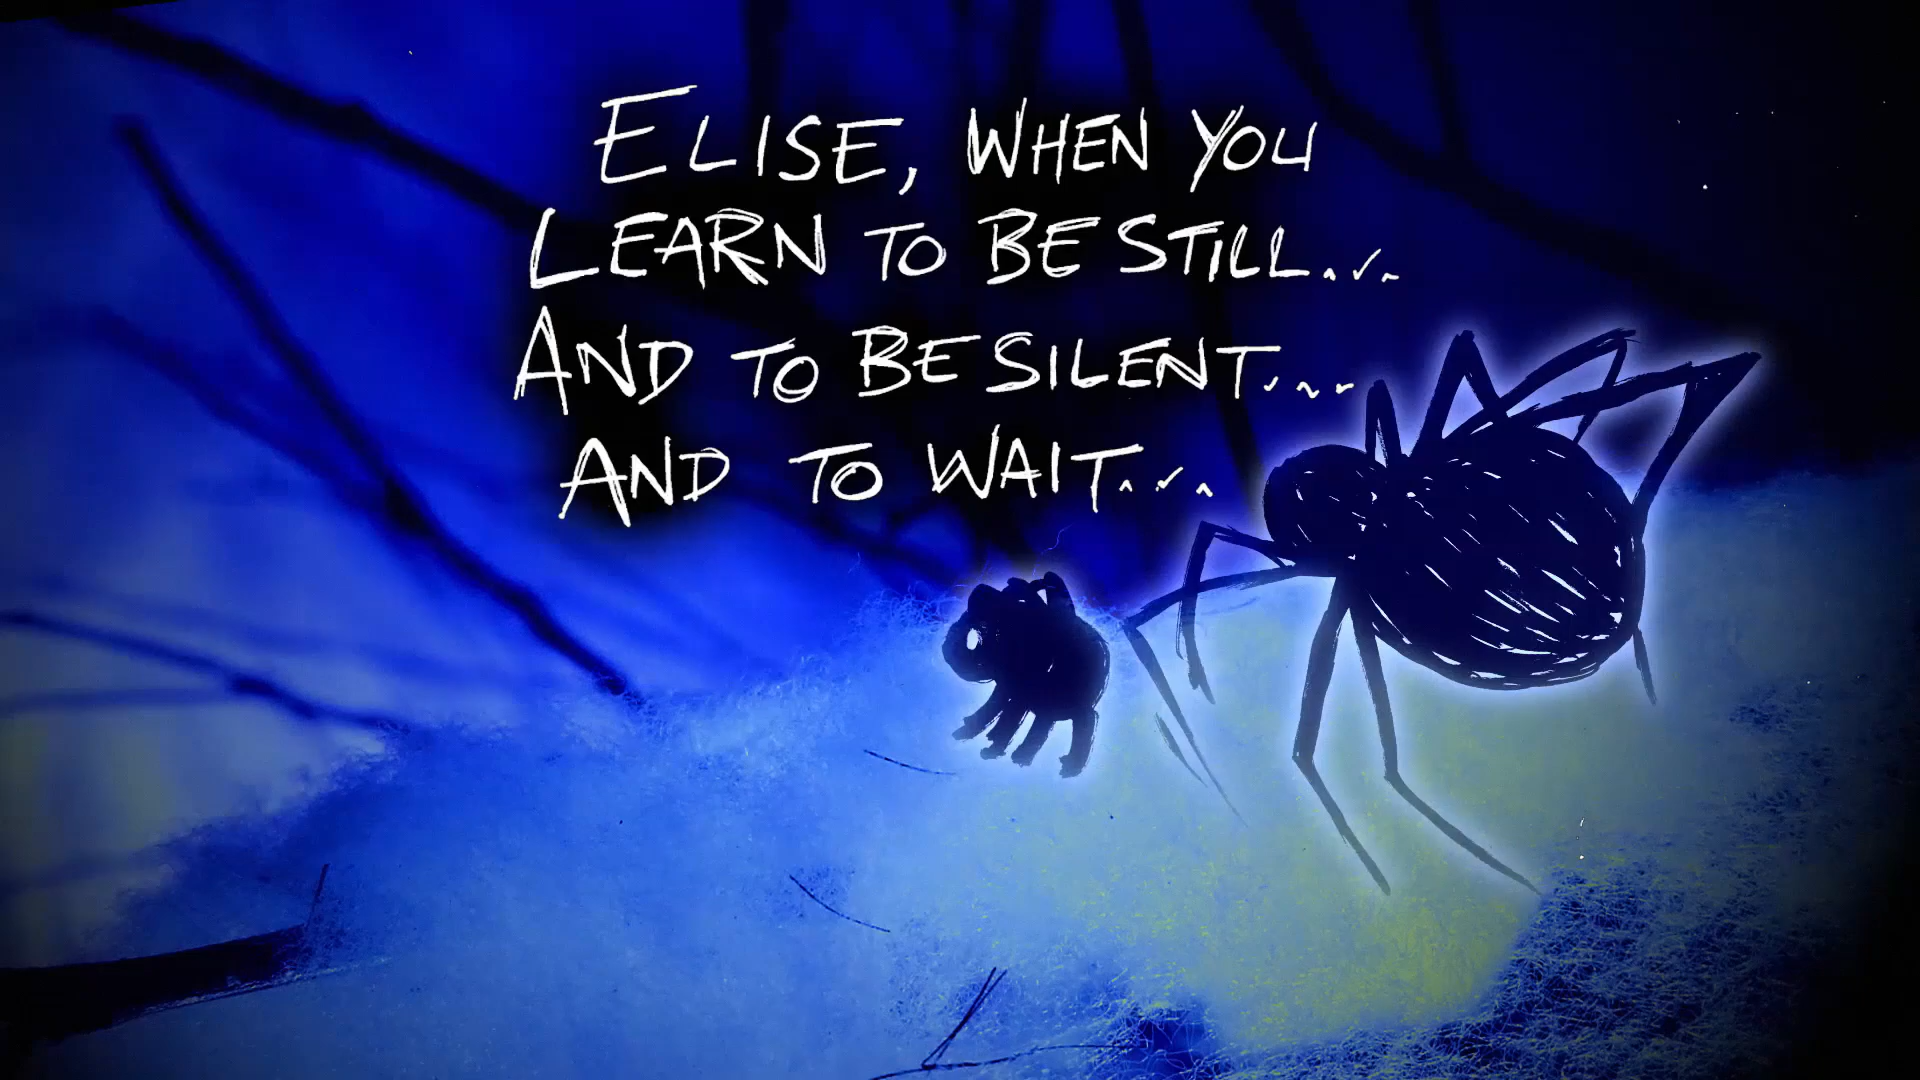 ELISE, WHEN YOU
LEARN TO BE STILL...
AND TO BE SILENT...
AND TO WAIT...